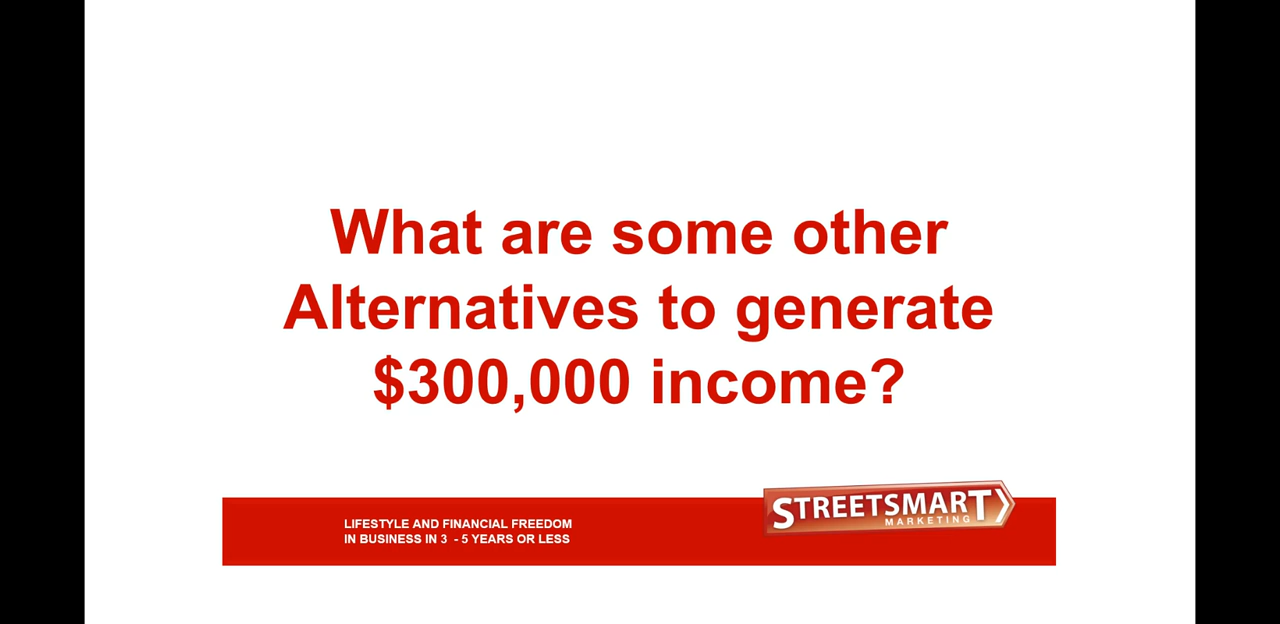 What are some other
Alternatives to generate
$300,000 income?
LIFESTYLE AND FINANCIAL FREEDOM
IN BUSINESS IN 3 - 5 YEARS OR LESS
STREETSMART
MARKETING